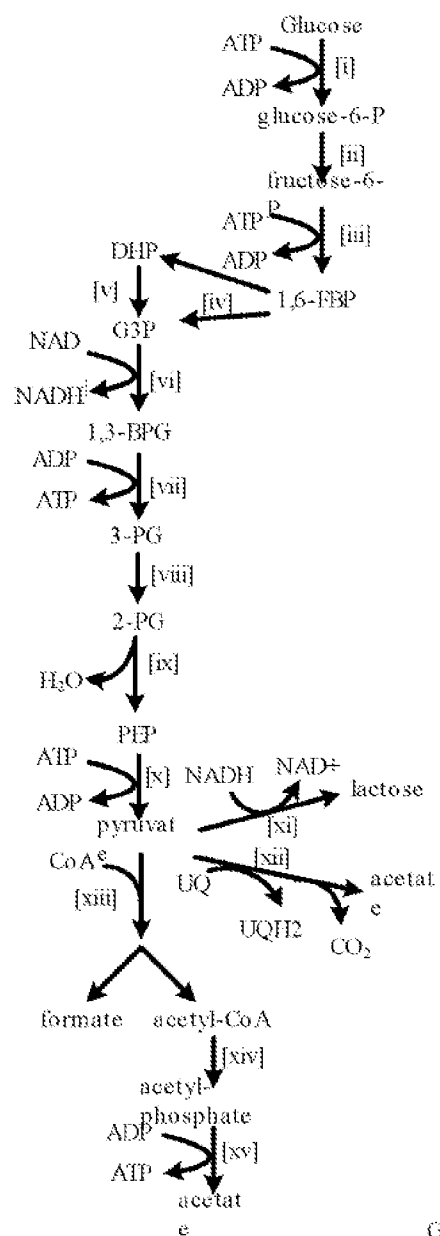 Glucose
ATP
[i]
ADP
glucose-6-P
[ii]
fructose-6-
P
ATP
[iii]
ADP
DHP
[v]
[iv]
1,6-FBP
G3P
NAD
[vi]
NADH
1,3-BPG
ADP
[vii]
ATP
3-PG
[viii]
2-PG
[ix]
H2O
PEP
ATP
[x]
ADP
NADH
NAD+
lactose
[xi]
pyruvat
e
[xii]
CoA
[xiii]
UQ
acetat
e
UQH2
CO2
formate
acetyl-CoA
[xiv]
acetyl-
phosphate
ADP
[xv]
ATP
acetat
e